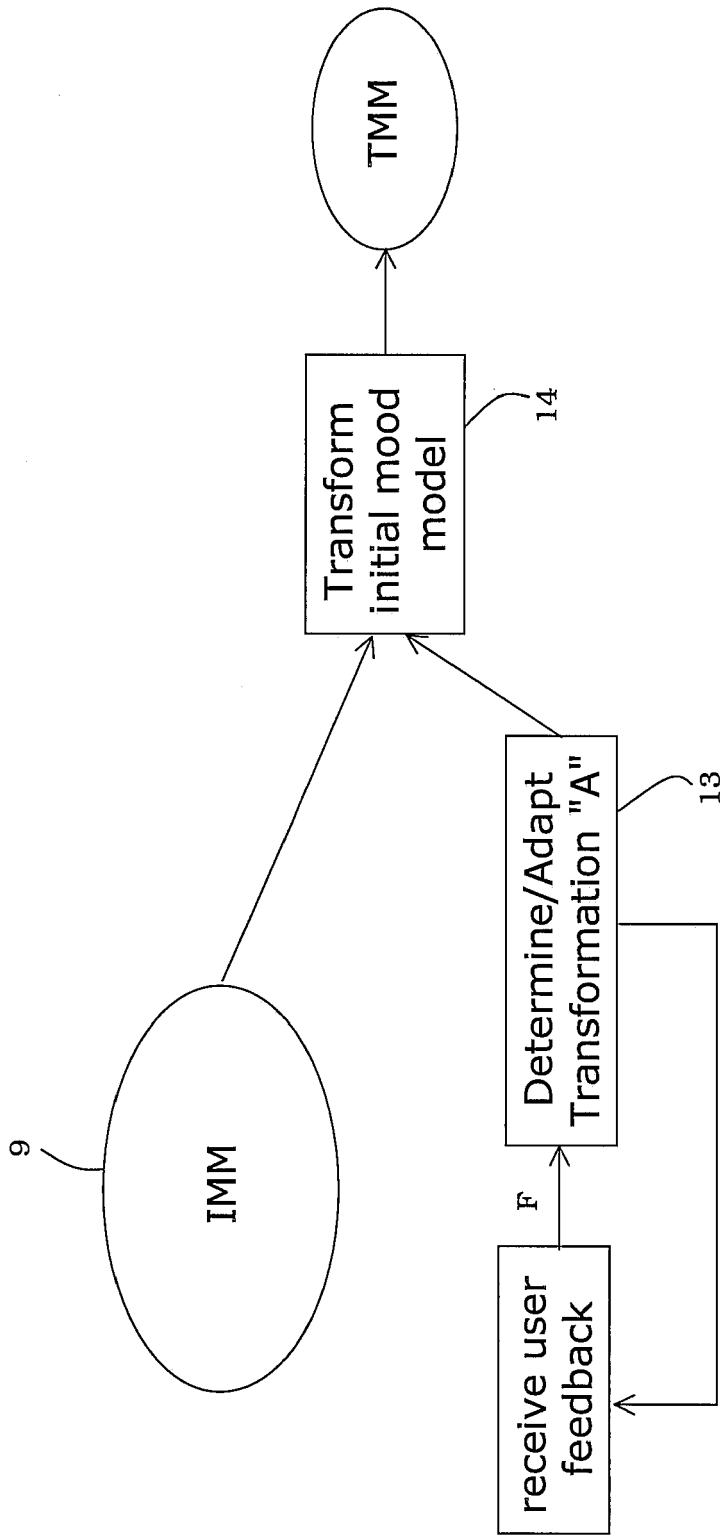 9
IMM
receive user
feedback
F
Determine/Adapt
Transformation "A"
13
Transform
initial mood
model
14
TMM